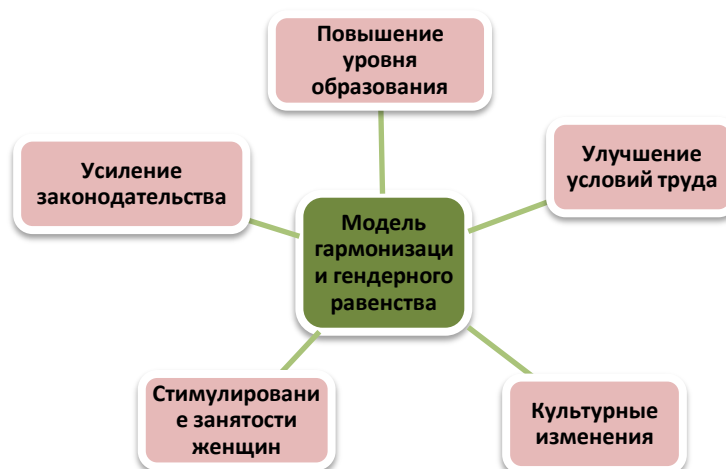 Повышение
уровня
образования
Усиление
законодательства
Улучшение
условий труда
Модель
гармонизаци
и гендерного
равенства
Стимулировани
е занятости
женщин
Культурные
изменения